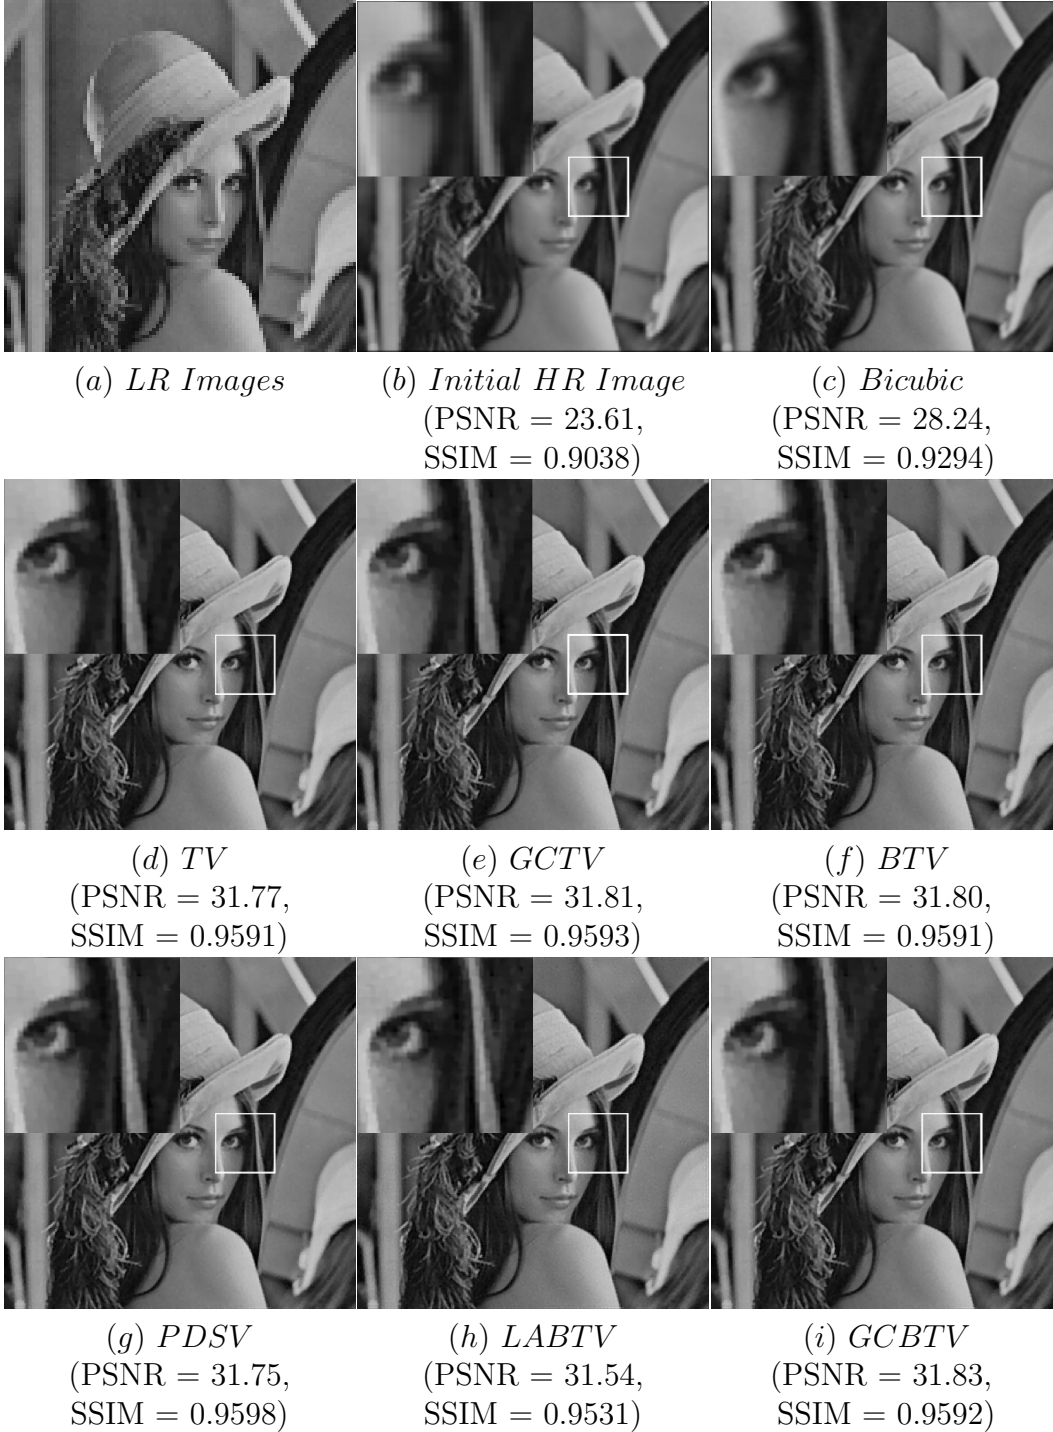 (a) LR Images
(b) Initial HR Image
(PSNR = 23.61,
SSIM = 0.9038)
(c) Bicubic
(PSNR = 28.24,
SSIM = 0.9294)
(d) TV
(PSNR = 31.77,
SSIM = 0.9591)
(e) GCTV
(PSNR = 31.81,
SSIM = 0.9593)
(f) BTV
(PSNR = 31.80,
SSIM = 0.9591)
(g) PDSV
(PSNR = 31.75,
SSIM = 0.9598)
(h) LABTV
(PSNR = 31.54,
SSIM = 0.9531)
(i) GCBTV
(PSNR = 31.83,
SSIM = 0.9592)